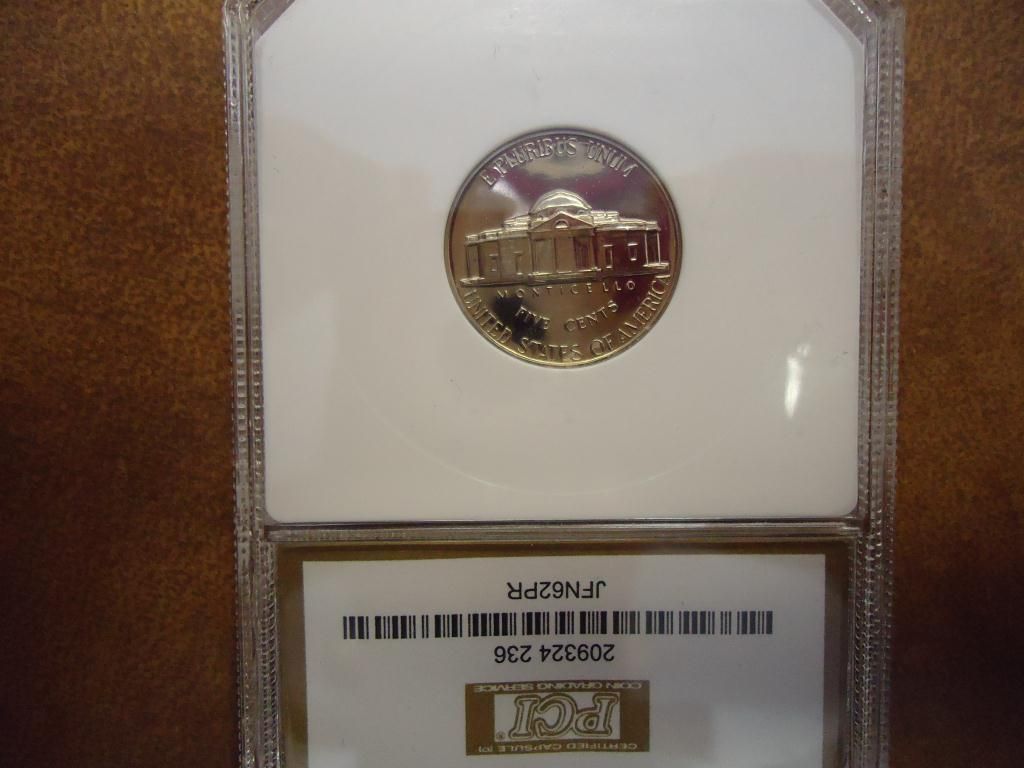 E PLURIBUS UNUM
MONTICELLO
FIVE CENTS
UNITED STATES OF AMERICA
CERTIFIED CAPSULE (P)
PCI®
COIN GRADING SERVICE
209324 236
JFN62PR